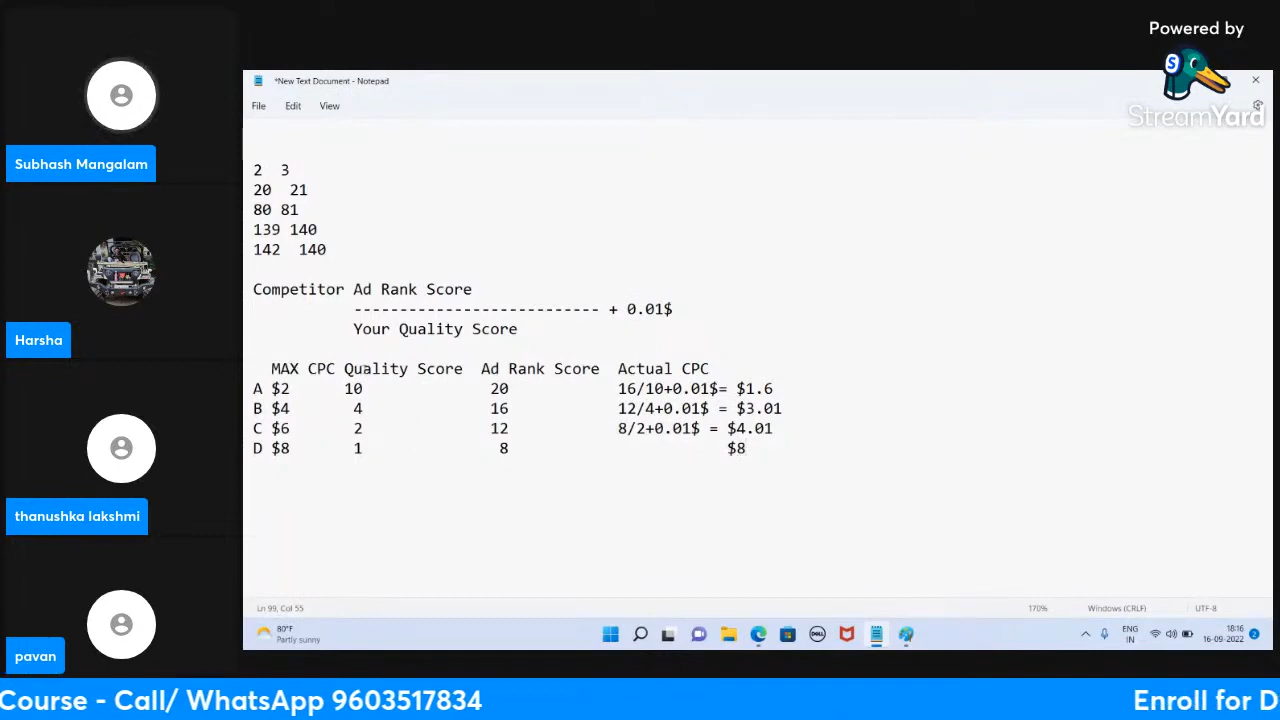 Powered by
S
StreamYard
*New Text Document - Notepad
File Edit View
2 3
20 21
80 81
139 140
142 140
Competitor Ad Rank Score
--------------------------- + 0.01$
Your Quality Score
MAX CPC Quality Score Ad Rank Score Actual CPC
A $2 10 20 16/10+0.01$= $1.6
B $4 4 16 12/4+0.01$ = $3.01
C $6 2 12 8/2+0.01$ = $4.01
D $8 1 8 $8
Ln 99, Col 55
170%
Windows (CRLF)
UTF-8
80°F
Partly sunny
DELL
ENG
IN
18:16
16-09-2022
2
Subhash Mangalam
Harsha
thanushka lakshmi
pavan
Course - Call/ WhatsApp 9603517834
Enroll for D